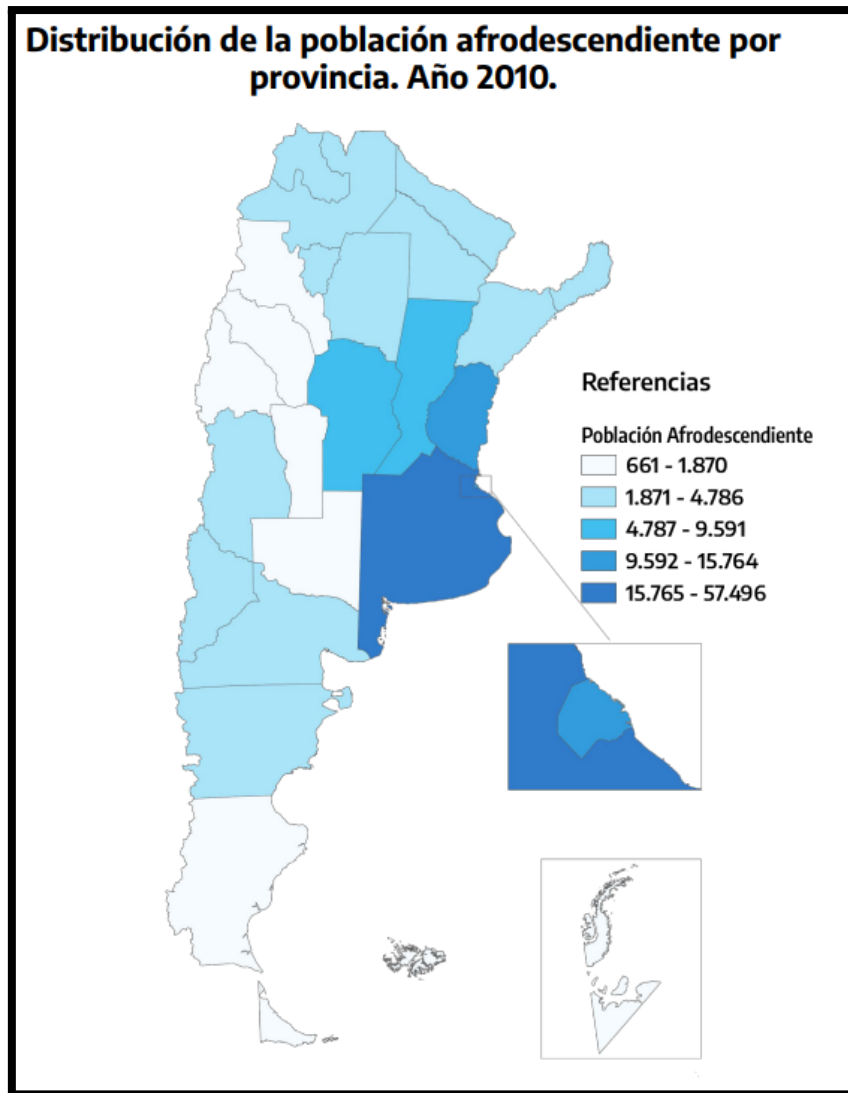 Distribución de la población afrodescendiente por
provincia. Año 2010.
Referencias
Población Afrodescendiente
661 - 1.870
1.871 - 4.786
4.787 - 9.591
9.592 - 15.764
15.765 - 57.496